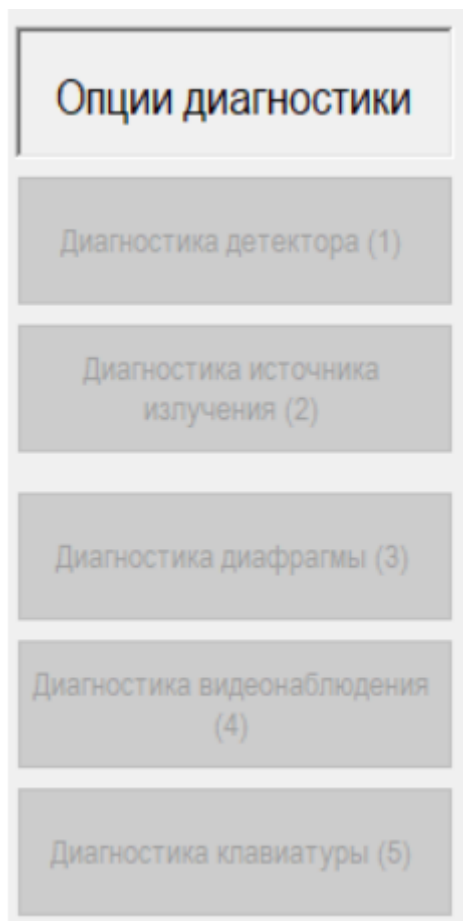 Опции диагностики
Диагностика детектора (1)
Диагностика источника
излучения (2)
Диагностика диафрагмы (3)
Диагностика видеонаблюдения
(4)
Диагностика клавиатуры (5)